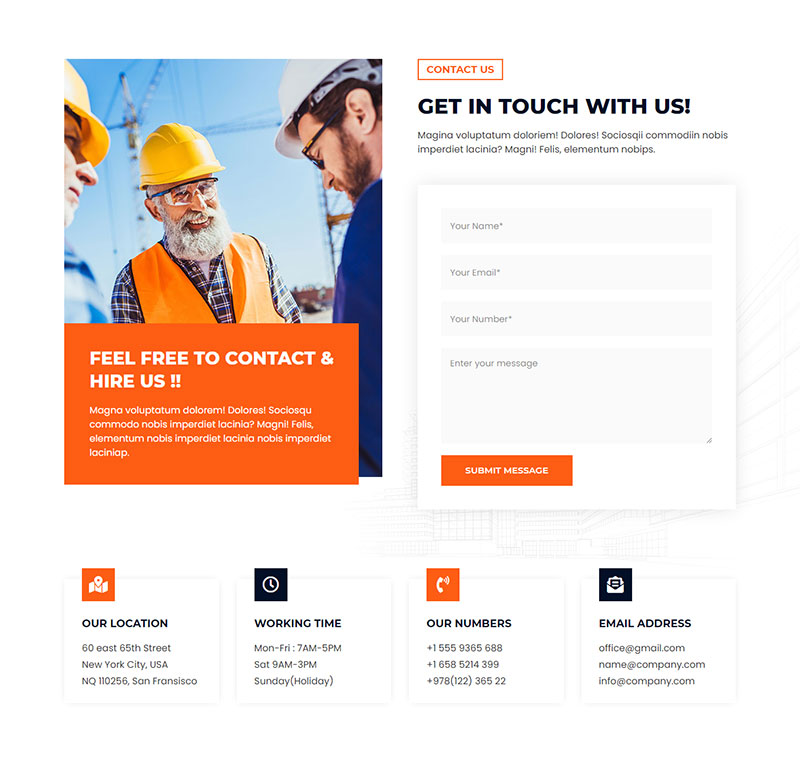 CONTACT US
GET IN TOUCH WITH US!
Magina voluptatum doloriem! Dolores! Sociosqii commodiin nobis
imperdiet lacinia? Magni! Felis, elementum nobips.
Your Name*
Your Email*
Your Number*
Enter your message
SUBMIT MESSAGE
FEEL FREE TO CONTACT &
HIRE US !!
Magna voluptatum dolorem! Dolores! Sociosqu
commodo nobis imperdiet lacinia? Magni! Felis,
elementum nobis imperdiet lacinia nobis imperdiet
laciniap.
OUR LOCATION
60 east 65th Street
New York City, USA
NQ 110256, San Fransisco
WORKING TIME
Mon-Fri : 7AM-5PM
Sat 9AM-3PM
Sunday(Holiday)
OUR NUMBERS
+1 555 9365 688
+1 658 5214 399
+978(122) 365 22
EMAIL ADDRESS
office@gmail.com
name@company.com
info@company.com